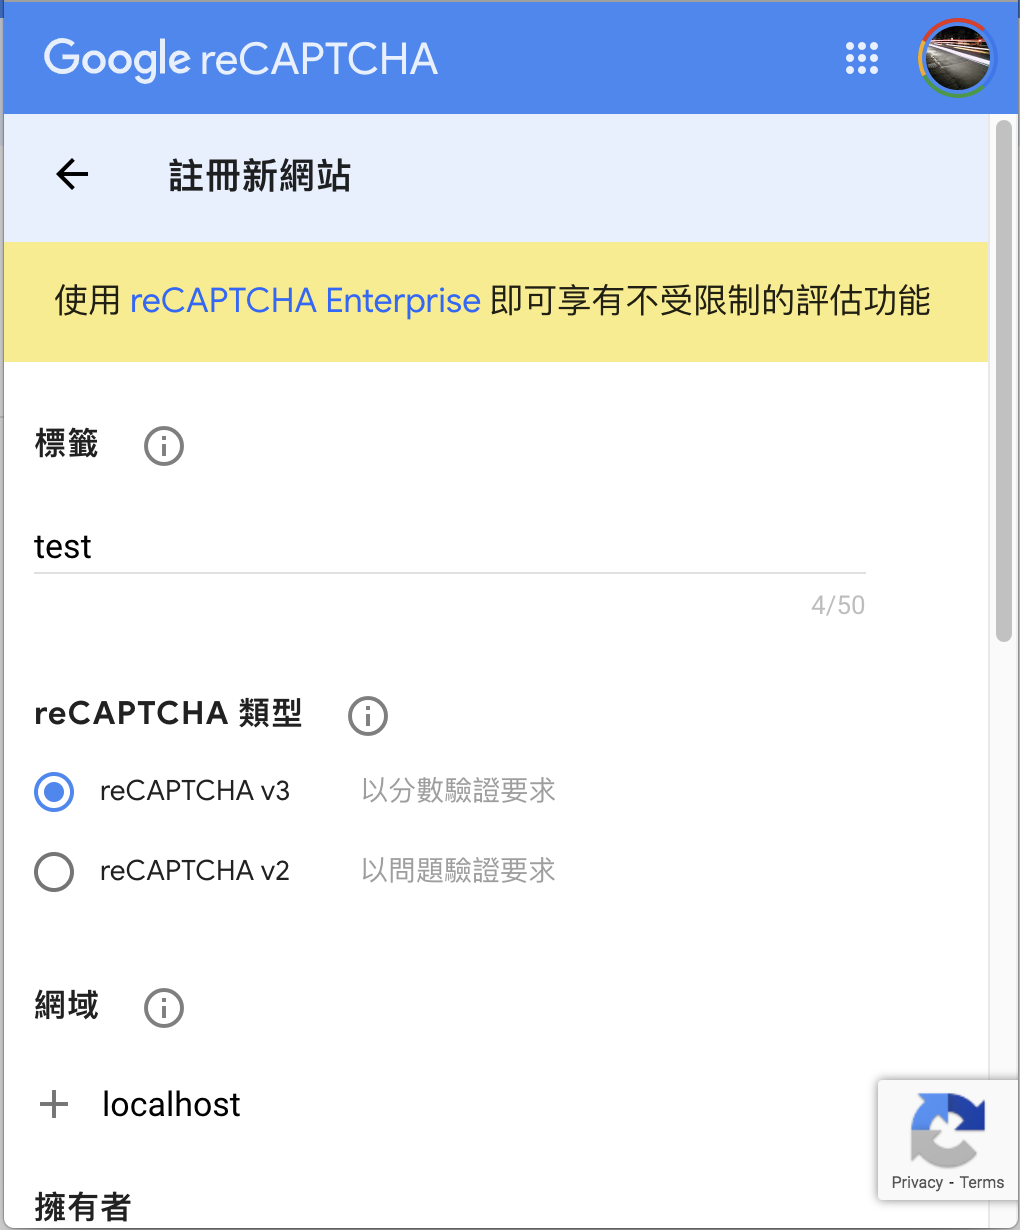 Google reCAPTCHA
註冊新網站
使用 reCAPTCHA Enterprise 即可享有不受限制的評估功能
標籤
test
4/50
reCAPTCHA 類型
reCAPTCHA v3 以分數驗證要求
reCAPTCHA v2 以問題驗證要求
網域
localhost
Privacy - Terms
擁有者